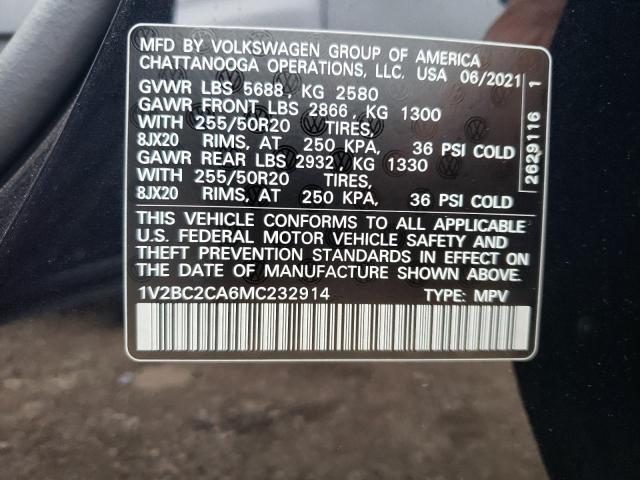 MFD BY VOLKSWAGEN GROUP OF AMERICA
CHATTANOOGA OPERATIONS, LLC. USA 06/2021
GVWR LBS 5688, KG 2580
GAWR FRONT LBS 2866, KG 1300
WITH 255/50R20 TIRES,
8JX20 RIMS, AT 250 KPA, 36 PSI COLD
GAWR REAR LBS 2932, KG 1330
WITH 255/50R20 TIRES,
8JX20 RIMS, AT 250 KPA, 36 PSI COLD
THIS VEHICLE CONFORMS TO ALL APPLICABLE
U.S. FEDERAL MOTOR VEHICLE SAFETY AND
THEFT PREVENTION STANDARDS IN EFFECT ON
THE DATE OF MANUFACTURE SHOWN ABOVE.
1V2BC2CA6MC232914 TYPE: MPV
2629116 1